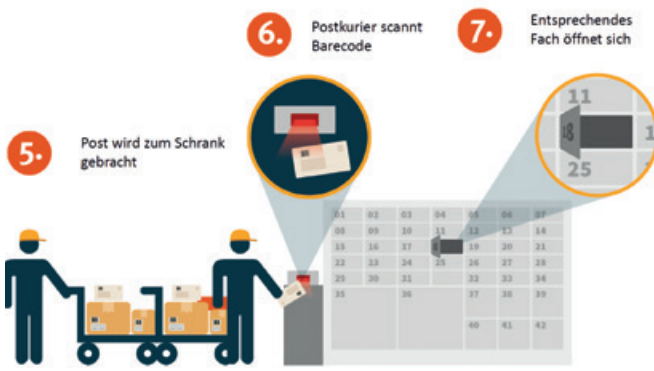 5.
Post wird zum Schrank
gebracht
6.
Postkurier scannt
Barecode
7.
Entsprechendes
Fach öffnet sich
11
18
1
25
01 02 03 04 05 06 07
08 09 10 11 12 13 14
15 16 17 19 20 21
22 23 24 25 26 27 28
29 30 31 32 33 34
35 36 37 38 39
40 41 42